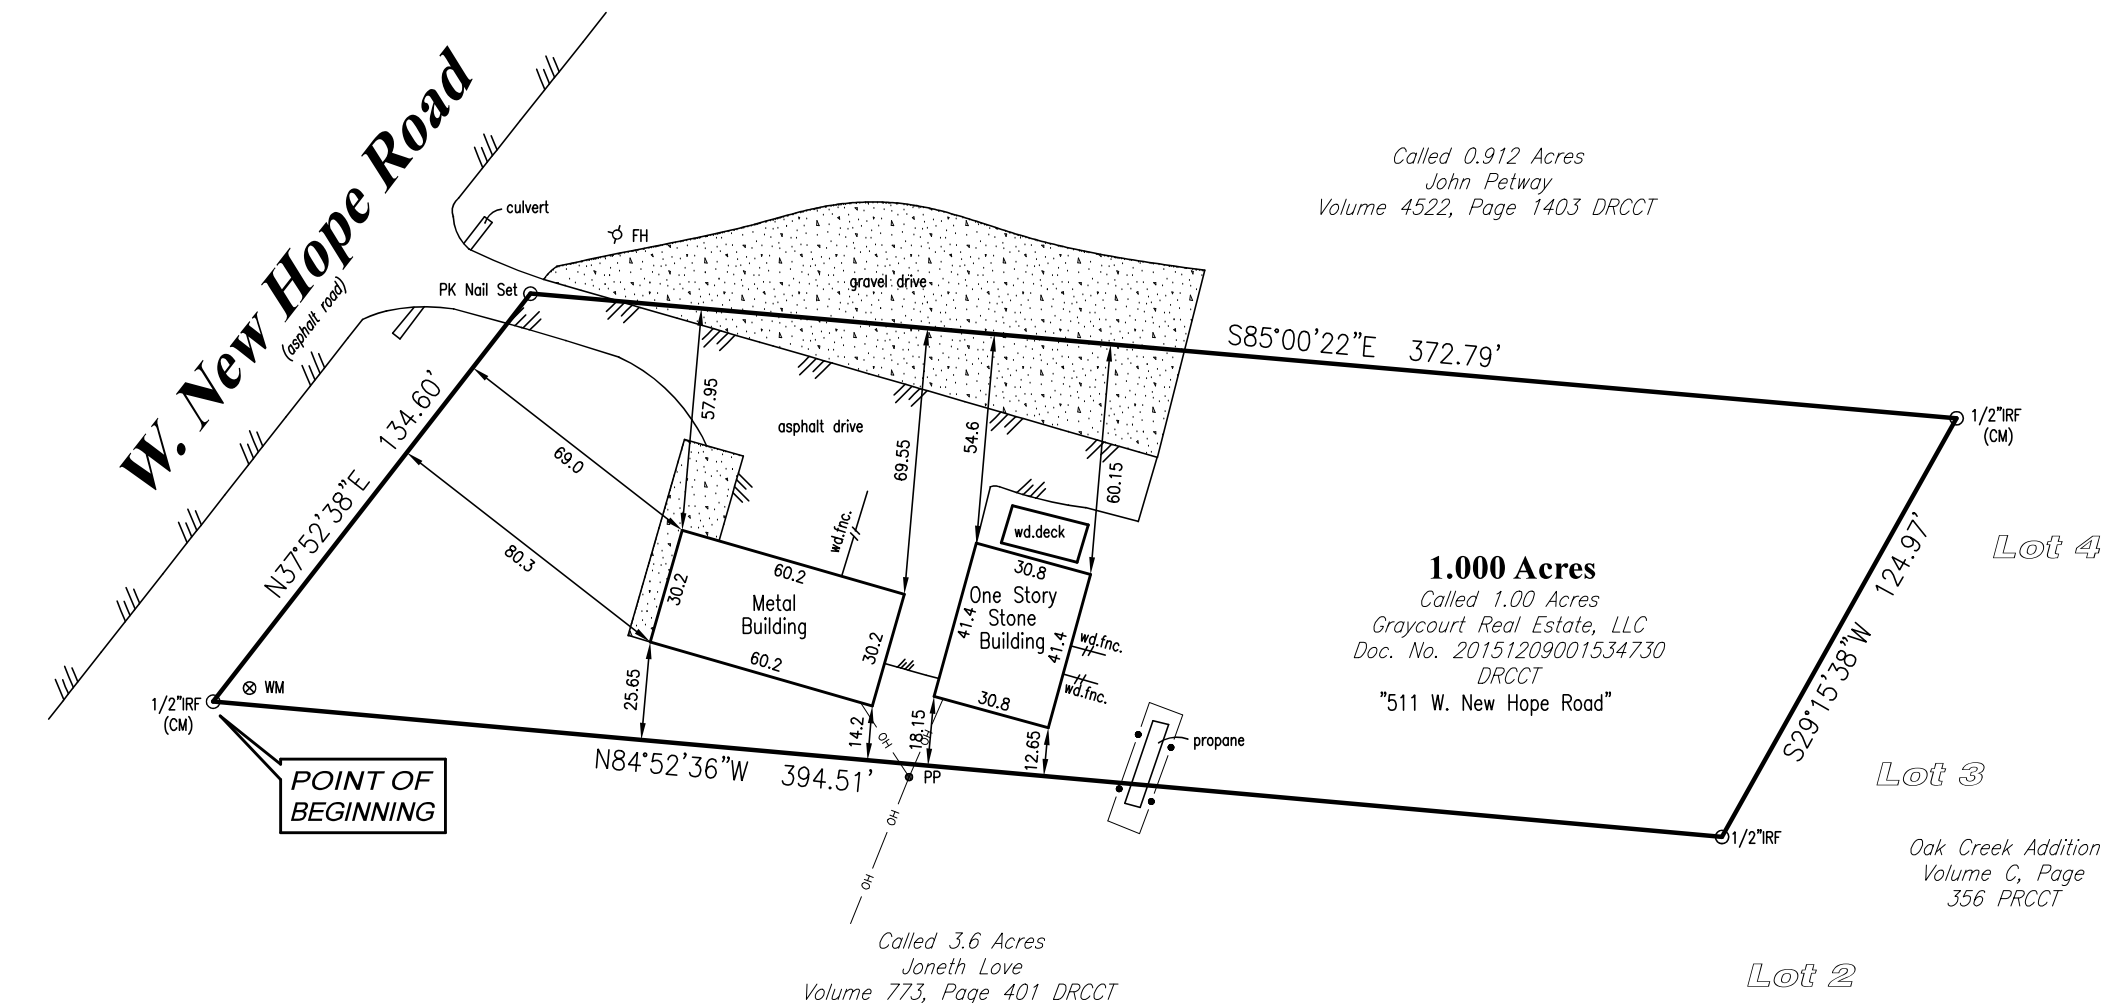 W. New Hope Road
(asphalt road)
culvert
FH
PK Nail Set
gravel drive
Called 0.912 Acres
John Petway
Volume 4522, Page 1403 DRCCT
S85°00'22"E 372.79'
1/2"IRF
(CM)
N37°52'38"E 134.60'
69.0
80.3
57.95
asphalt drive
69.55
54.6
60.15
wd.fnc.
wd.deck
60.2
30.2
Metal
Building
30.2
60.2
30.8
One Story
Stone
Building
41.4
41.4
30.8
wd.fnc.
wd.fnc.
1.000 Acres
Called 1.00 Acres
Graycourt Real Estate, LLC
Doc. No. 20151209001534730
DRCCT
"511 W. New Hope Road"
S29°15'38"W 124.97'
Lot 4
Lot 3
WM
1/2"IRF
(CM)
POINT OF
BEGINNING
25.65
14.2
18.15
12.65
OH
OH
OH
OH
PP
propane
N84°52'36"W 394.51'
1/2"IRF
Oak Creek Addition
Volume C, Page
356 PRCCT
Called 3.6 Acres
Joneth Love
Volume 773, Page 401 DRCCT
Lot 2